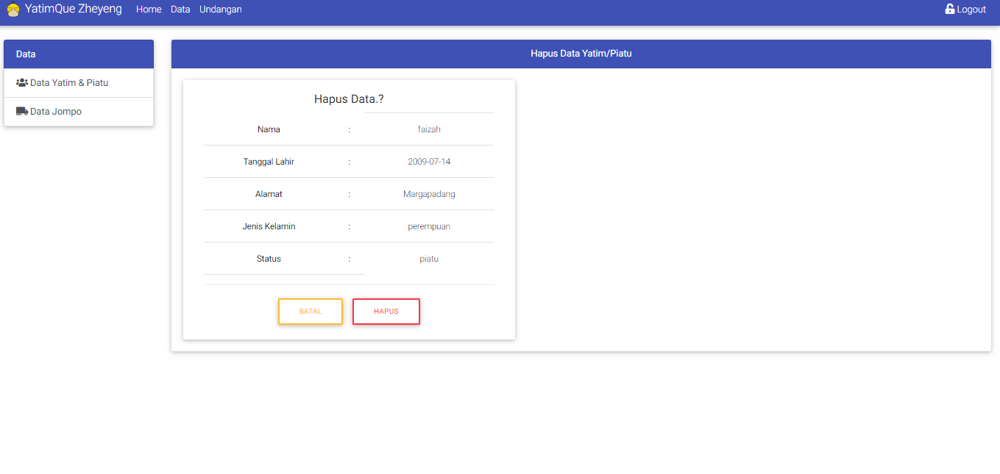 YatimQue Zheyeng Home Data Undangan Logout
Data
Data Yatim & Piatu
Data Jompo
Hapus Data Yatim/Piatu
Hapus Data.?
Nama : faizah
Tanggal Lahir : 2009-07-14
Alamat : Margapadang
Jenis Kelamin : perempuan
Status : piatu
BATAL HAPUS